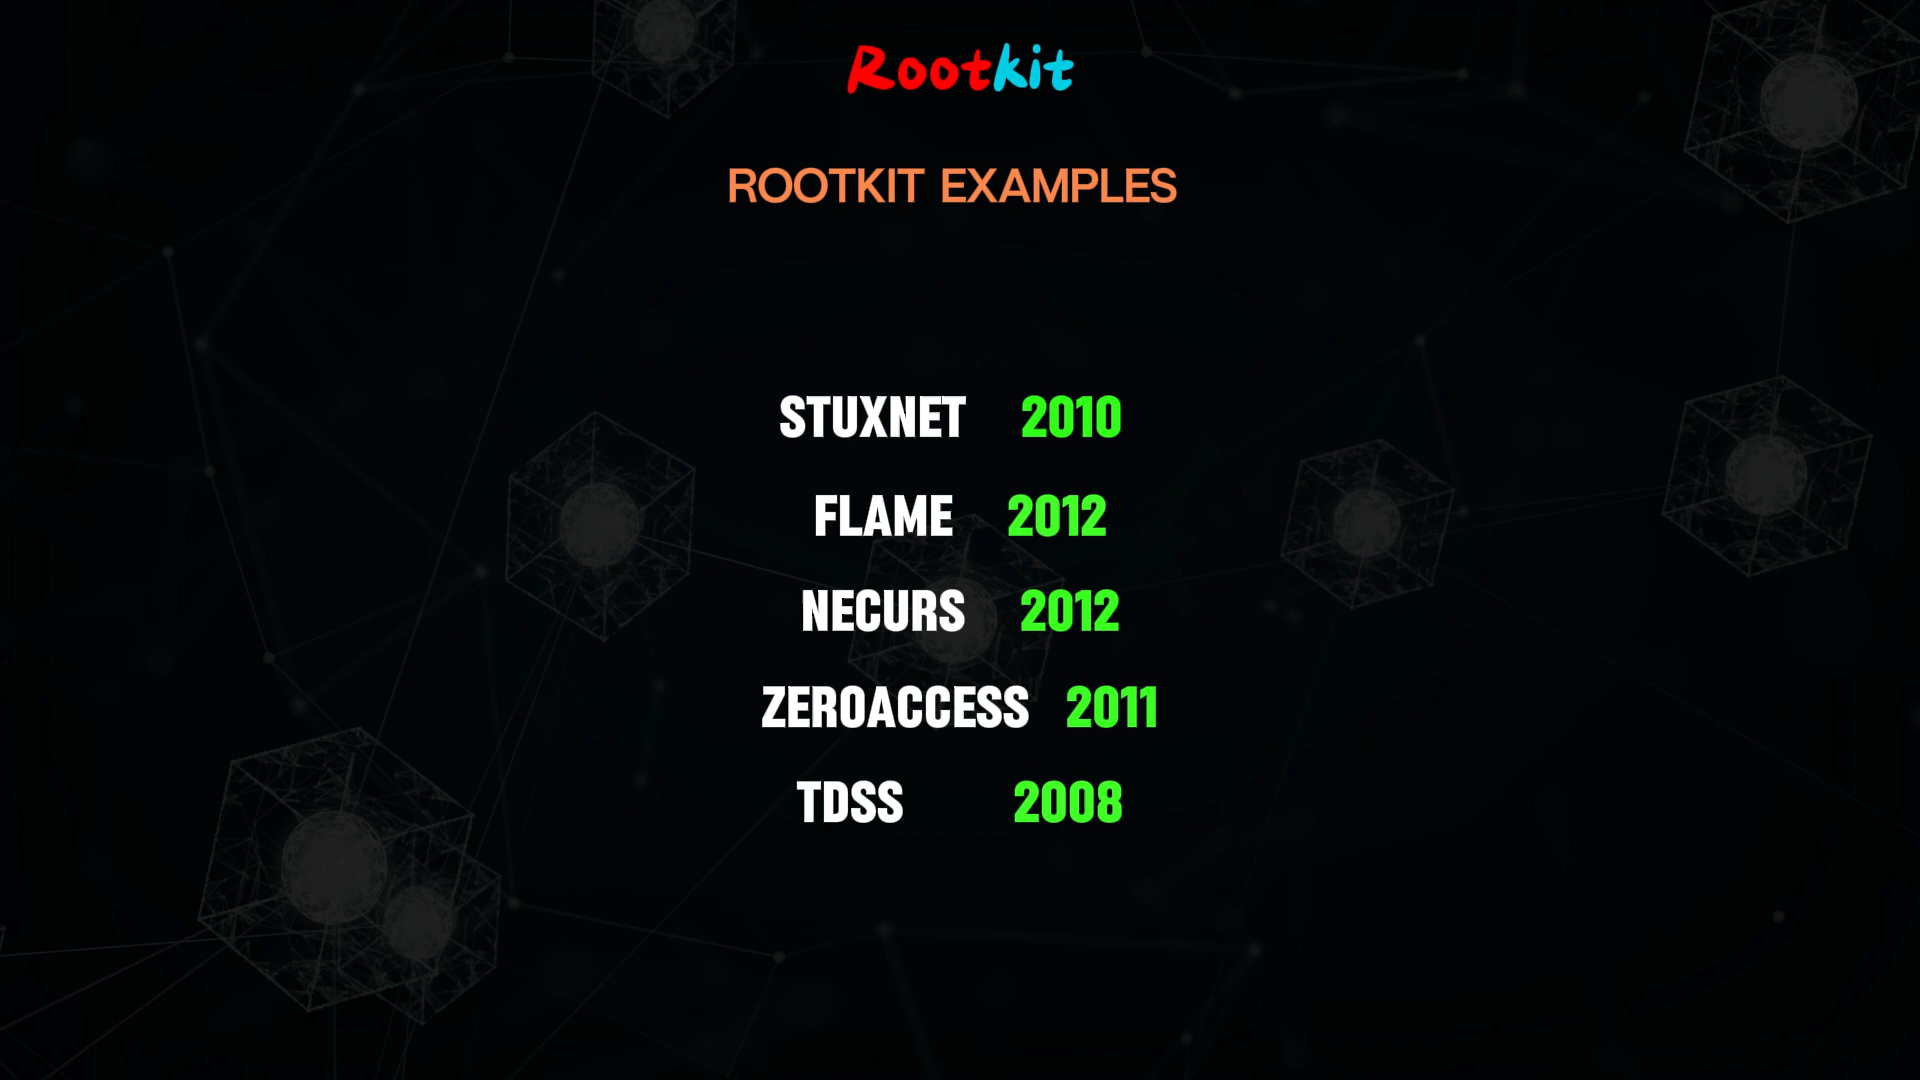 Rootkit
ROOTKIT EXAMPLES
STUXNET 2010
FLAME 2012
NECURS 2012
ZEROACCESS 2011
TDSS 2008